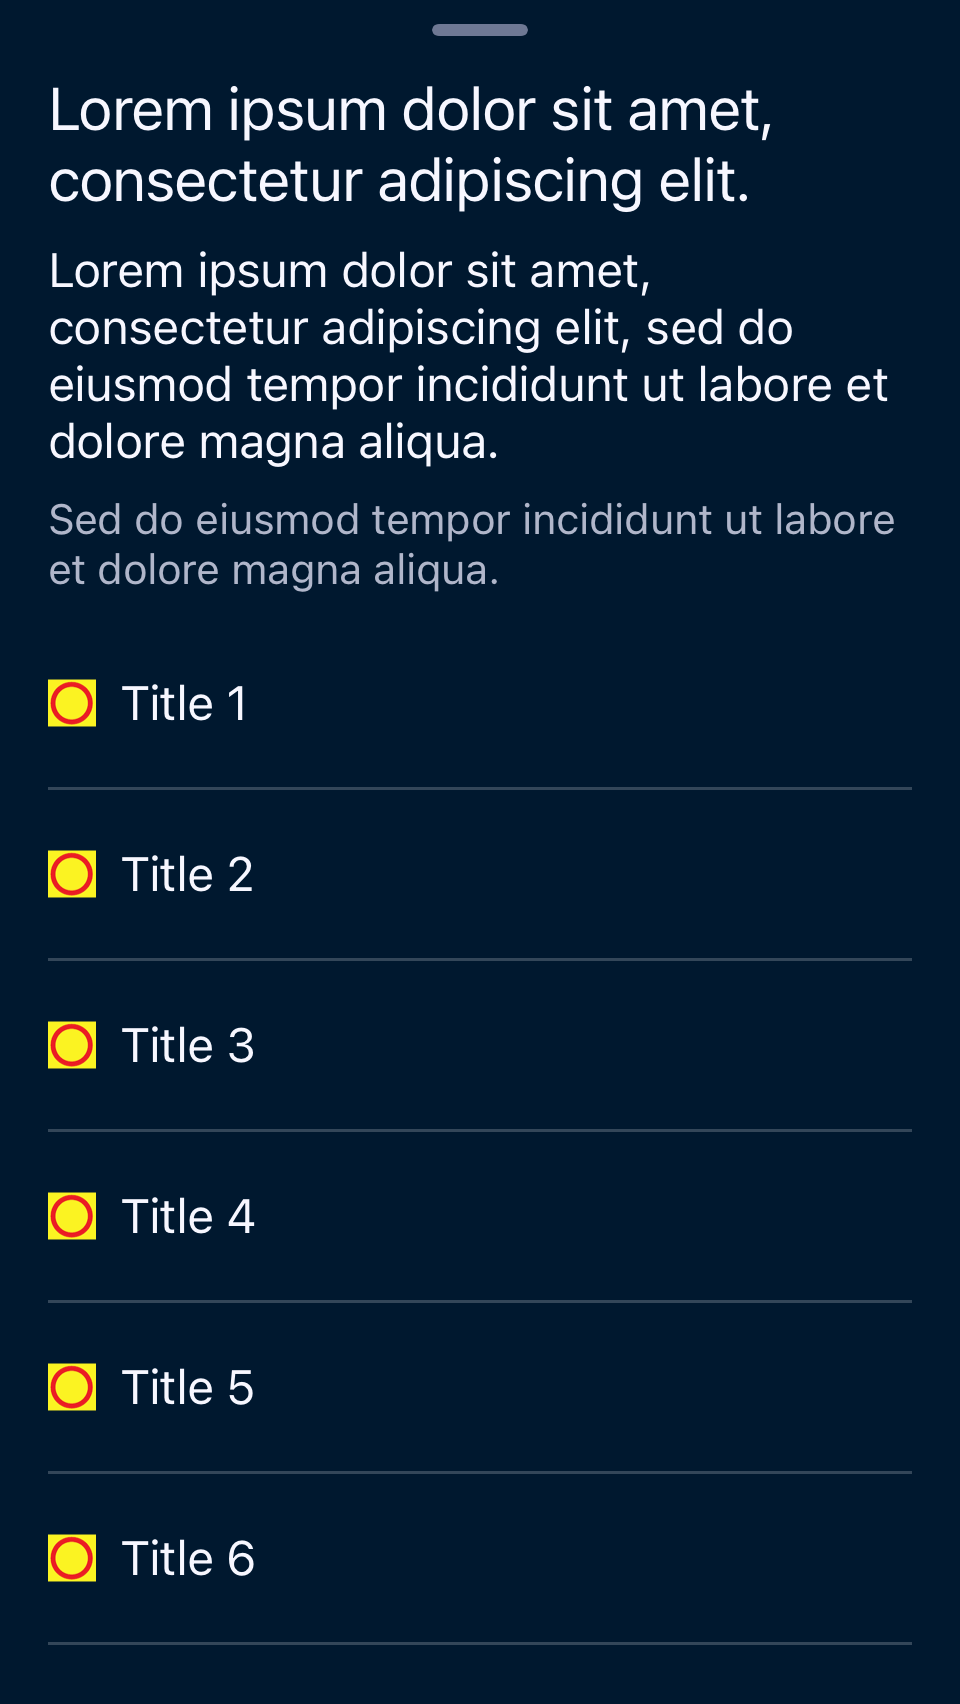 Lorem ipsum dolor sit amet,
consectetur adipiscing elit.
Lorem ipsum dolor sit amet,
consectetur adipiscing elit, sed do
eiusmod tempor incididunt ut labore et
dolore magna aliqua.
Sed do eiusmod tempor incididunt ut labore
et dolore magna aliqua.
Title 1
Title 2
Title 3
Title 4
Title 5
Title 6